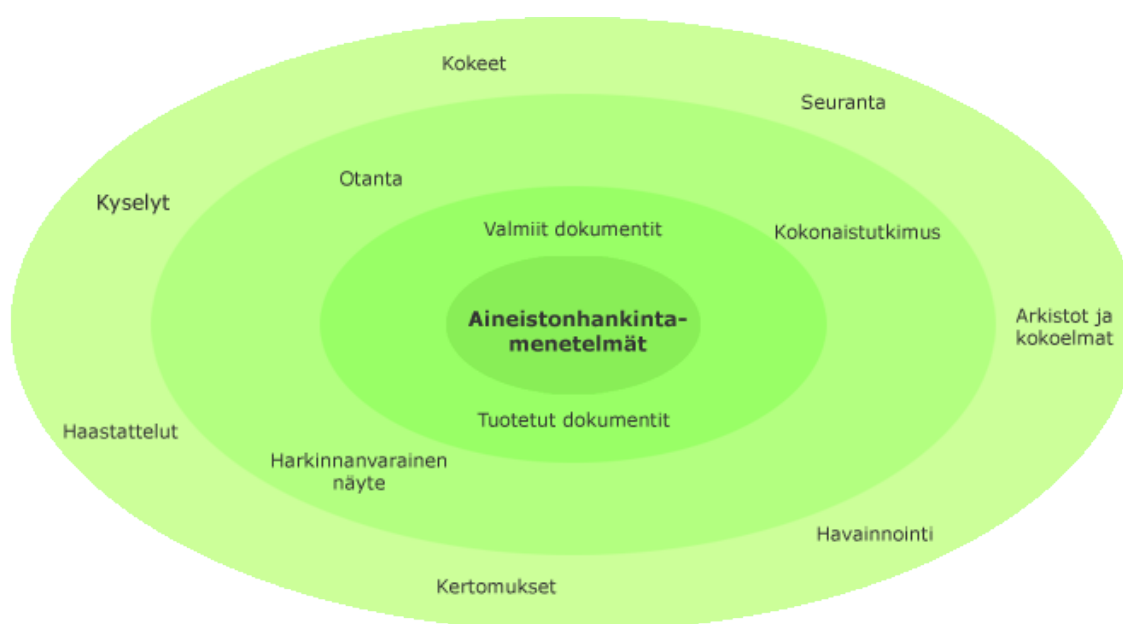 Kokeet
Seuranta
Otanta
Kyselyt
Valmiit dokumentit
Kokonaistutkimus
Aineistonhankinta-
menetelmät
Arkistot ja
kokoelmat
Tuotetut dokumentit
Haastattelut
Harkinnanvarainen
näyte
Havainnointi
Kertomukset